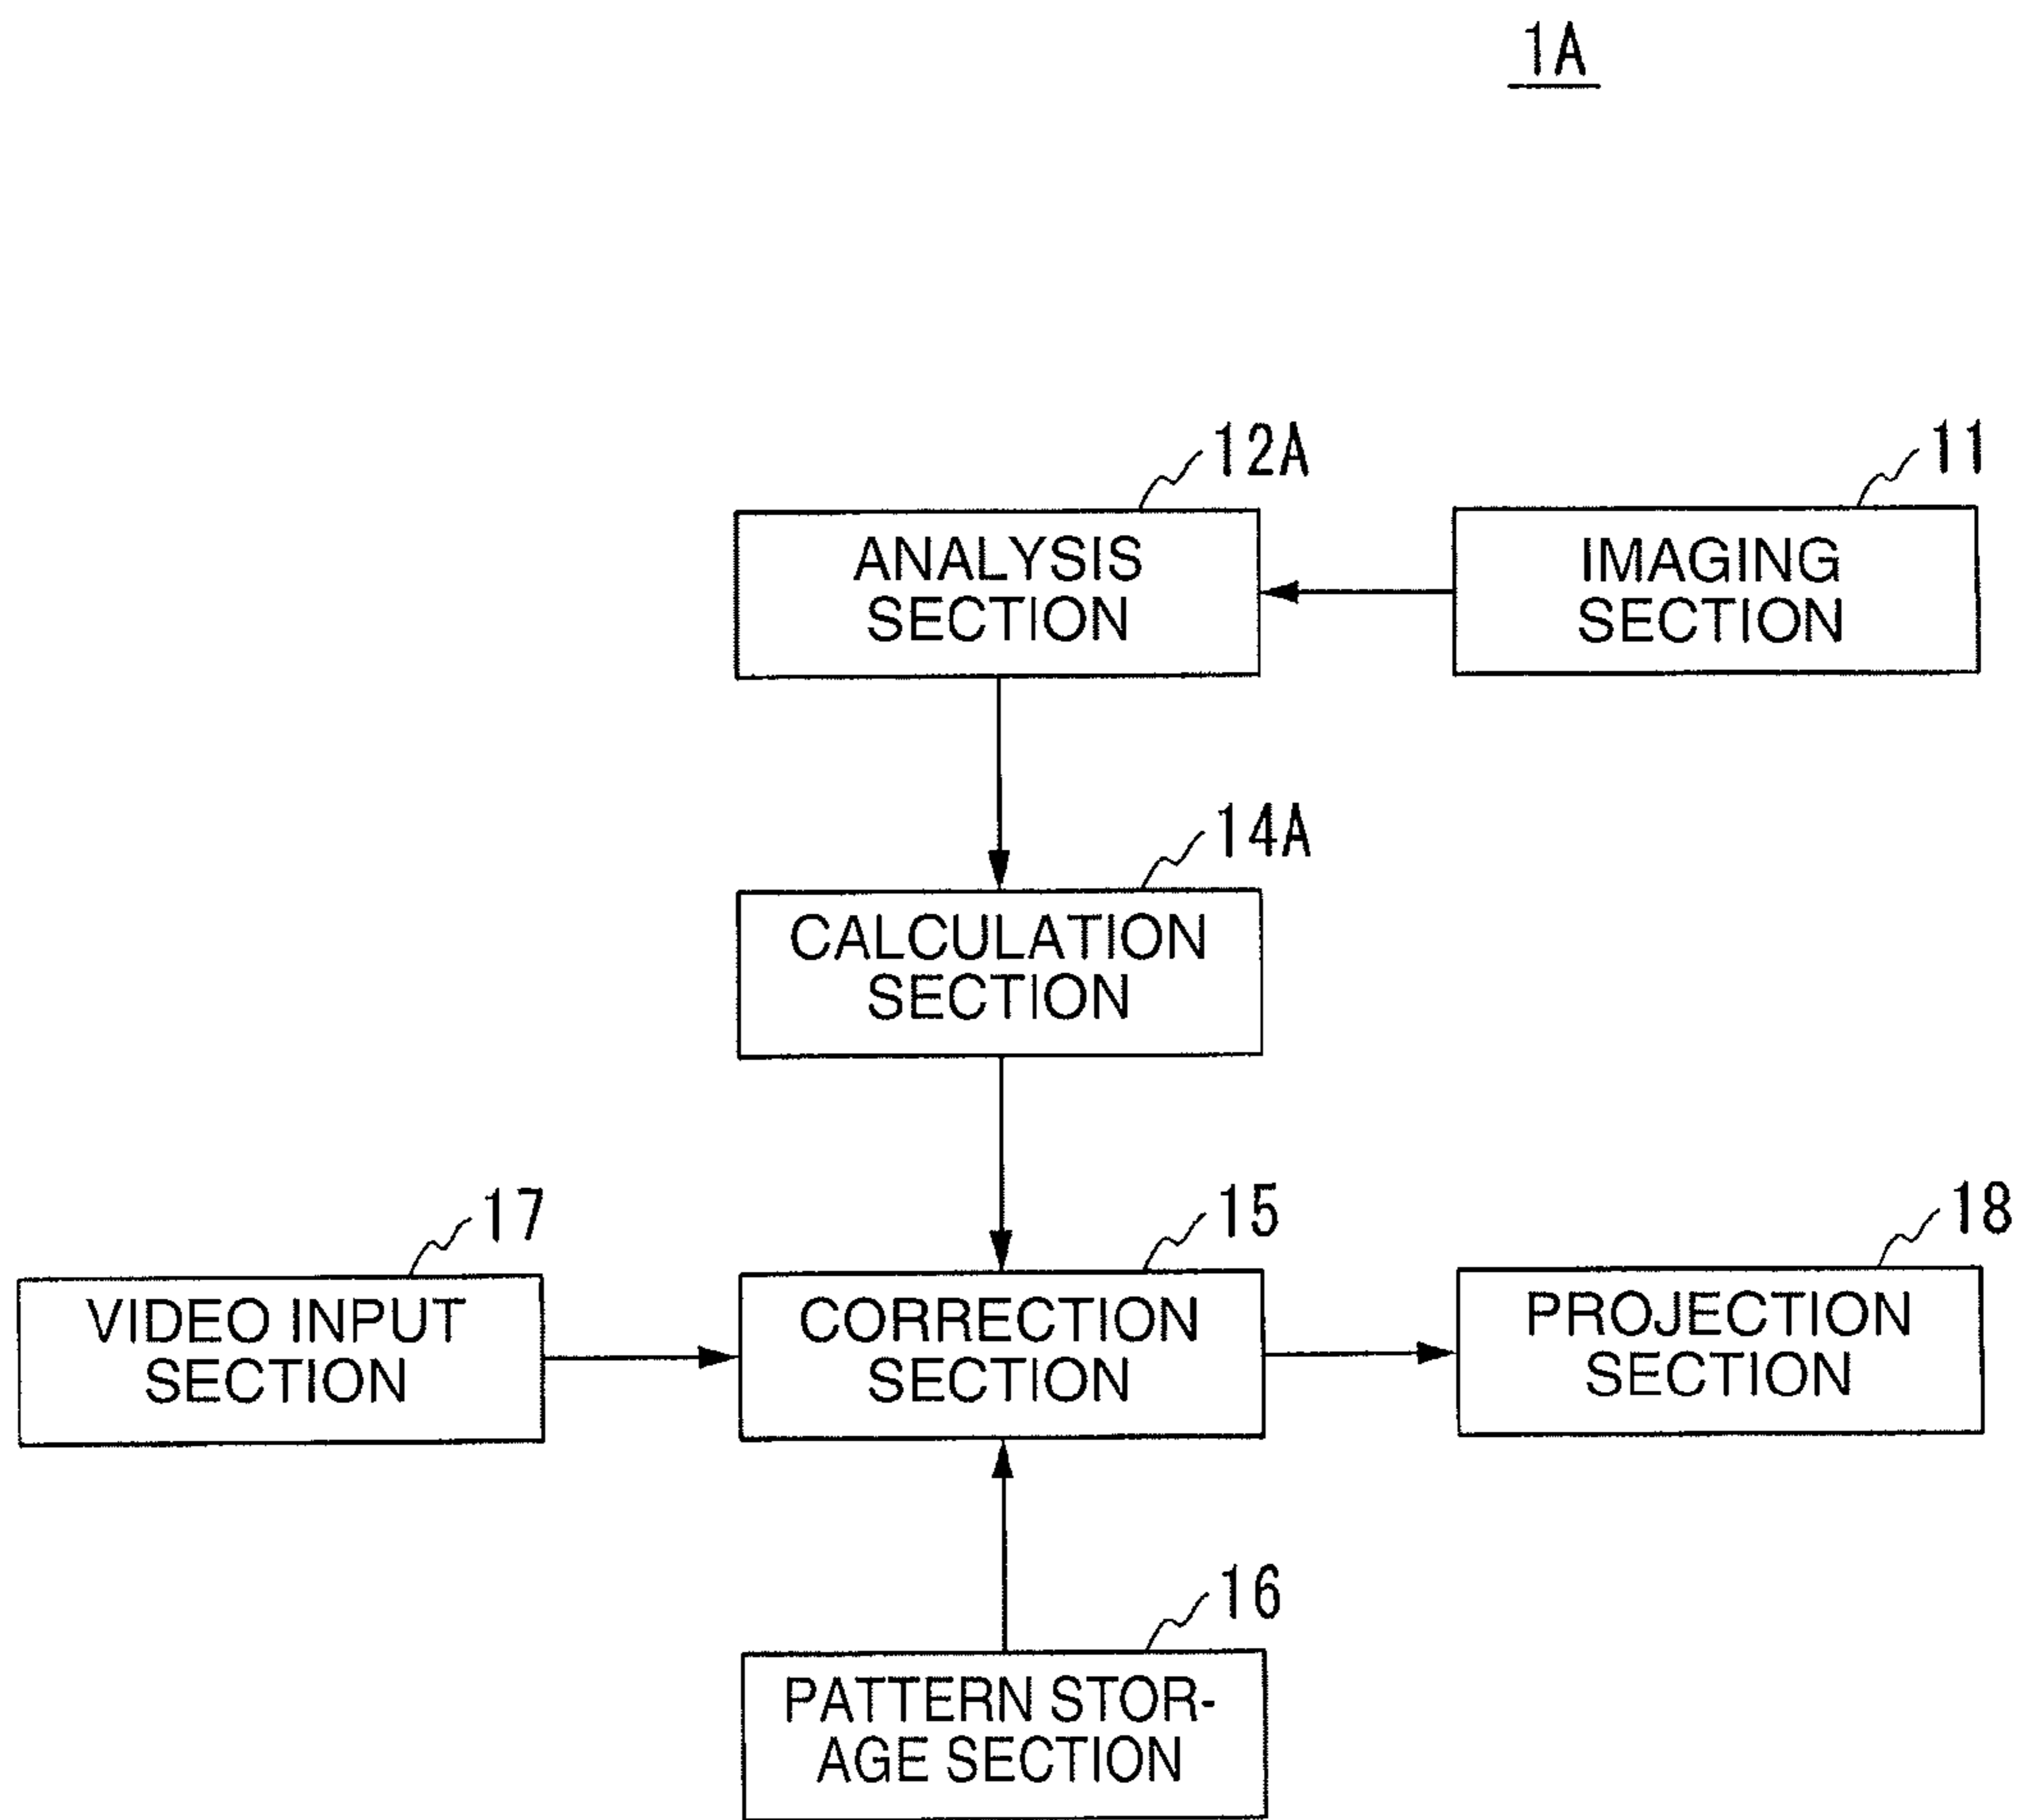 1A
12A
11
ANALYSIS
SECTION
IMAGING
SECTION
14A
CALCULATION
SECTION
17
15
18
VIDEO INPUT
SECTION
CORRECTION
SECTION
PROJECTION
SECTION
16
PATTERN STOR-
AGE SECTION